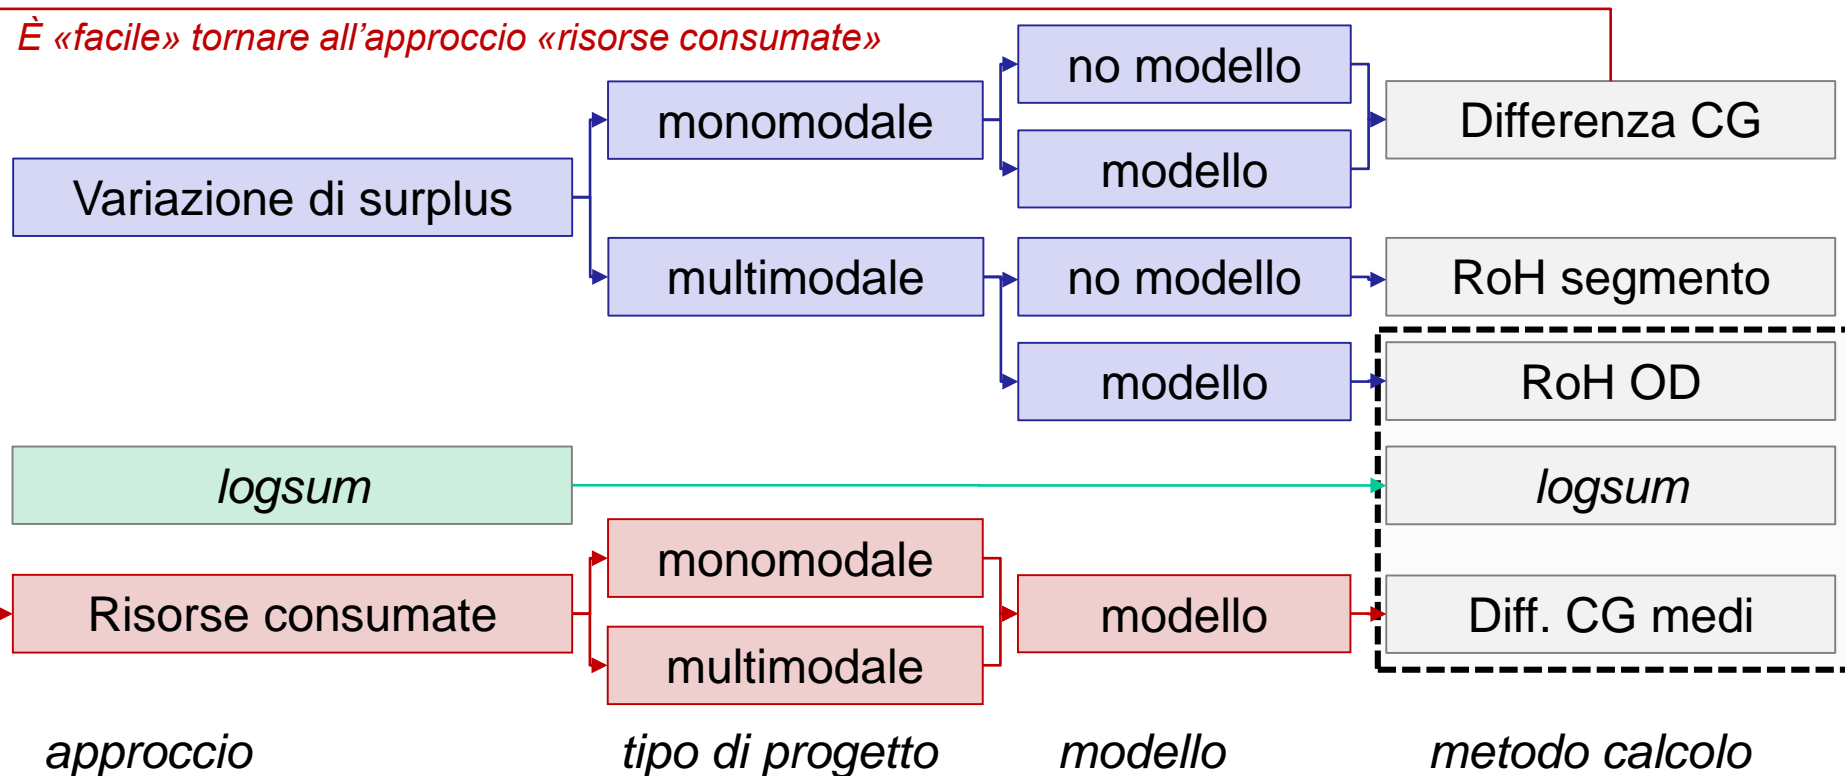 È «facile» tornare all’approccio «risorse consumate»
no modello
monomodale
Differenza CG
modello
Variazione di surplus
multimodale
no modello
RoH segmento
modello
RoH OD
logsum
logsum
monomodale
Risorse consumate
modello
Diff. CG medi
multimodale
approccio
tipo di progetto
modello
metodo calcolo